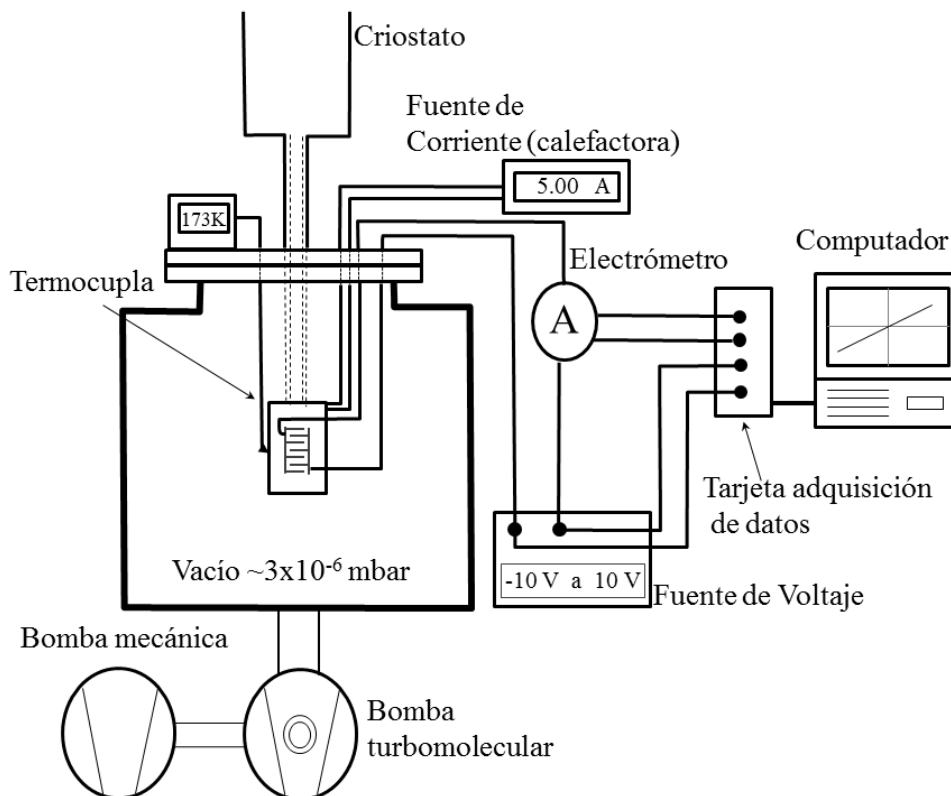 Criostato
Fuente de
Corriente (calefactora)
5.00 A
173K
Computador
Termocupla
Electrómetro
A
Tarjeta adquisición
de datos
Vacío ~3x10⁻⁶ mbar
-10 V a 10 V
Fuente de Voltaje
Bomba mecánica
Bomba
turbomolecular